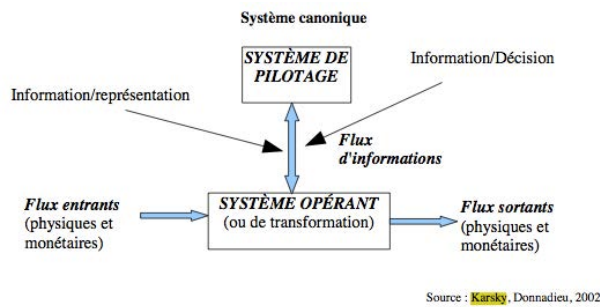 Système canonique
SYSTÈME DE
PILOTAGE
Information/Décision
Information/représentation
Flux
d'informations
Flux entrants
(physiques et
monétaires)
SYSTÈME OPÉRANT
(ou de transformation)
Flux sortants
(physiques et
monétaires)
Source : Karsky, Donnadieu, 2002